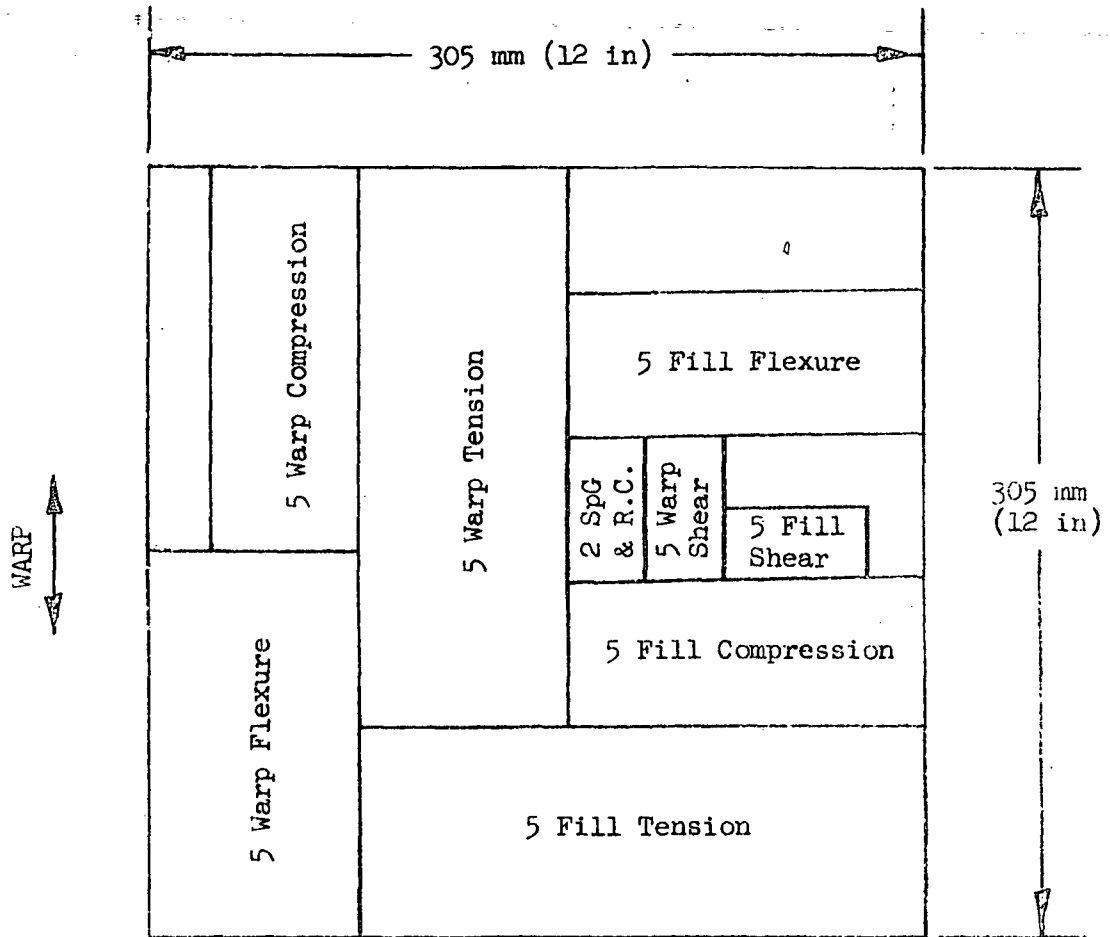 305 mm (12 in)
5 Warp Compression
5 Warp Tension
5 Fill Flexure
2 SpG
& R.C.
5 Warp
Shear
5 Fill
Shear
305 mm
(12 in)
WARP
5 Fill Compression
5 Warp Flexure
5 Fill Tension